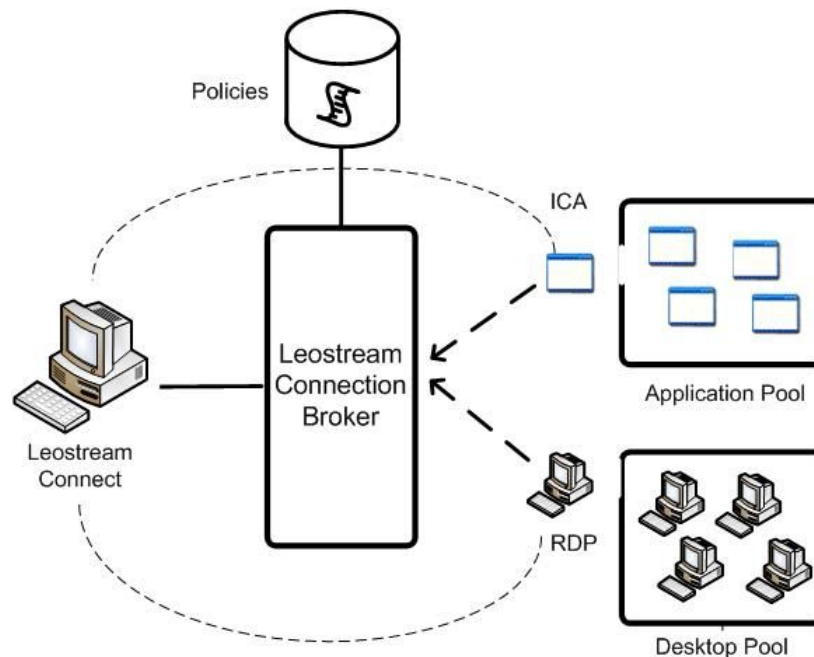 Policies
ICA
Leostream
Connection
Broker
Application Pool
Leostream
Connect
RDP
Desktop Pool